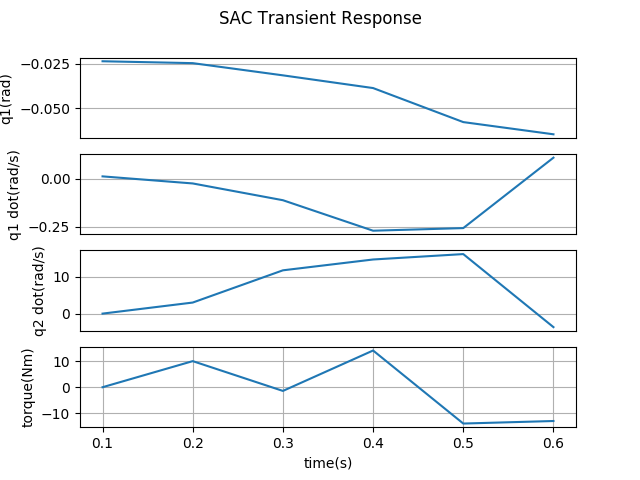 SAC Transient Response
q1(rad)
−0.025
−0.050
q1 dot(rad/s)
0.00
−0.25
q2 dot(rad/s)
10
0
torque(Nm)
10
0
−10
0.1 0.2 0.3 0.4 0.5 0.6
time(s)